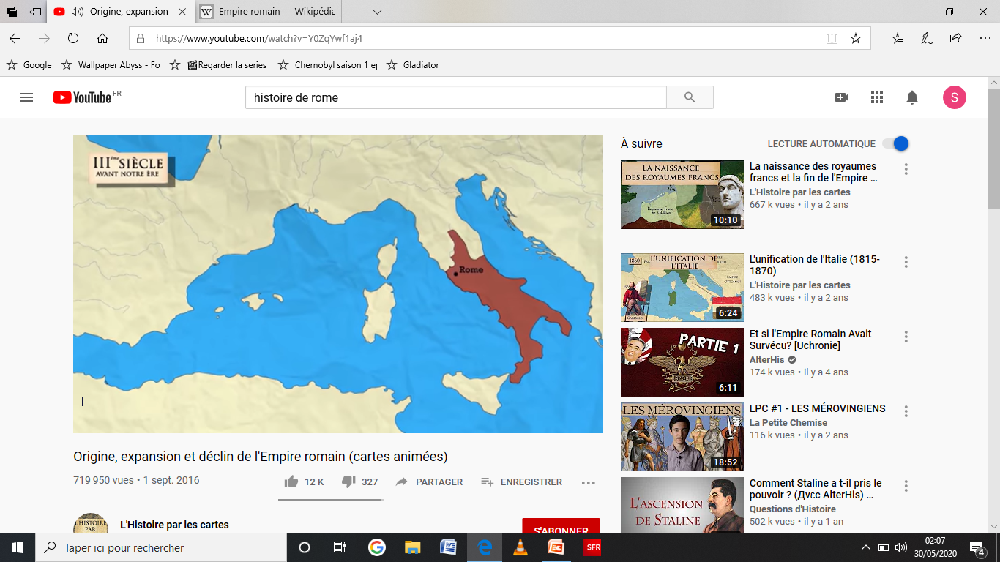 Origine, expansion
Empire romain — Wikipédia
https://www.youtube.com/watch?v=Y0ZqYwf1aj4
Google
Wallpaper Abyss - Fo
Regarder la series
Chernobyl saison 1 ep
Gladiator
YouTube FR
histoire de rome
S
IIIème SIÈCLE
AVANT NOTRE ÈRE
Rome
Origine, expansion et déclin de l'Empire romain (cartes animées)
719 950 vues • 1 sept. 2016
12 K
327
PARTAGER
ENREGISTRER
L'HISTOIRE
PAR
L'Histoire par les cartes
S'ABONNER
À suivre
LECTURE AUTOMATIQUE
LA NAISSANCE
DES ROYAUMES FRANCS
10:10
La naissance des royaumes
francs et la fin de l'Empire ...
L'Histoire par les cartes
667 k vues • il y a 2 ans
1860
L'UNIFICATION DE
L'ITALIE
EMPIRE
OTTOMAN
GARIBALDI
6:24
L'unification de l'Italie (1815-
1870)
L'Histoire par les cartes
483 k vues • il y a 2 ans
PARTIE 1
SPQR
6:11
Et si l'Empire Romain Avait
Survécu? [Uchronie]
AlterHis
174 k vues • il y a 4 ans
LES MÉROVINGIENS
18:52
LPC #1 - LES MÉROVINGIENS
La Petite Chemise
116 k vues • il y a 2 ans
L'ASCENSION
DE STALINE
Comment Staline a t-il pris le
pouvoir ? (Дvεc AlterHis) ...
Questions d'Histoire
502 k vues • il y a 1 an
Taper ici pour rechercher
SFR
02:07
30/05/2020
4